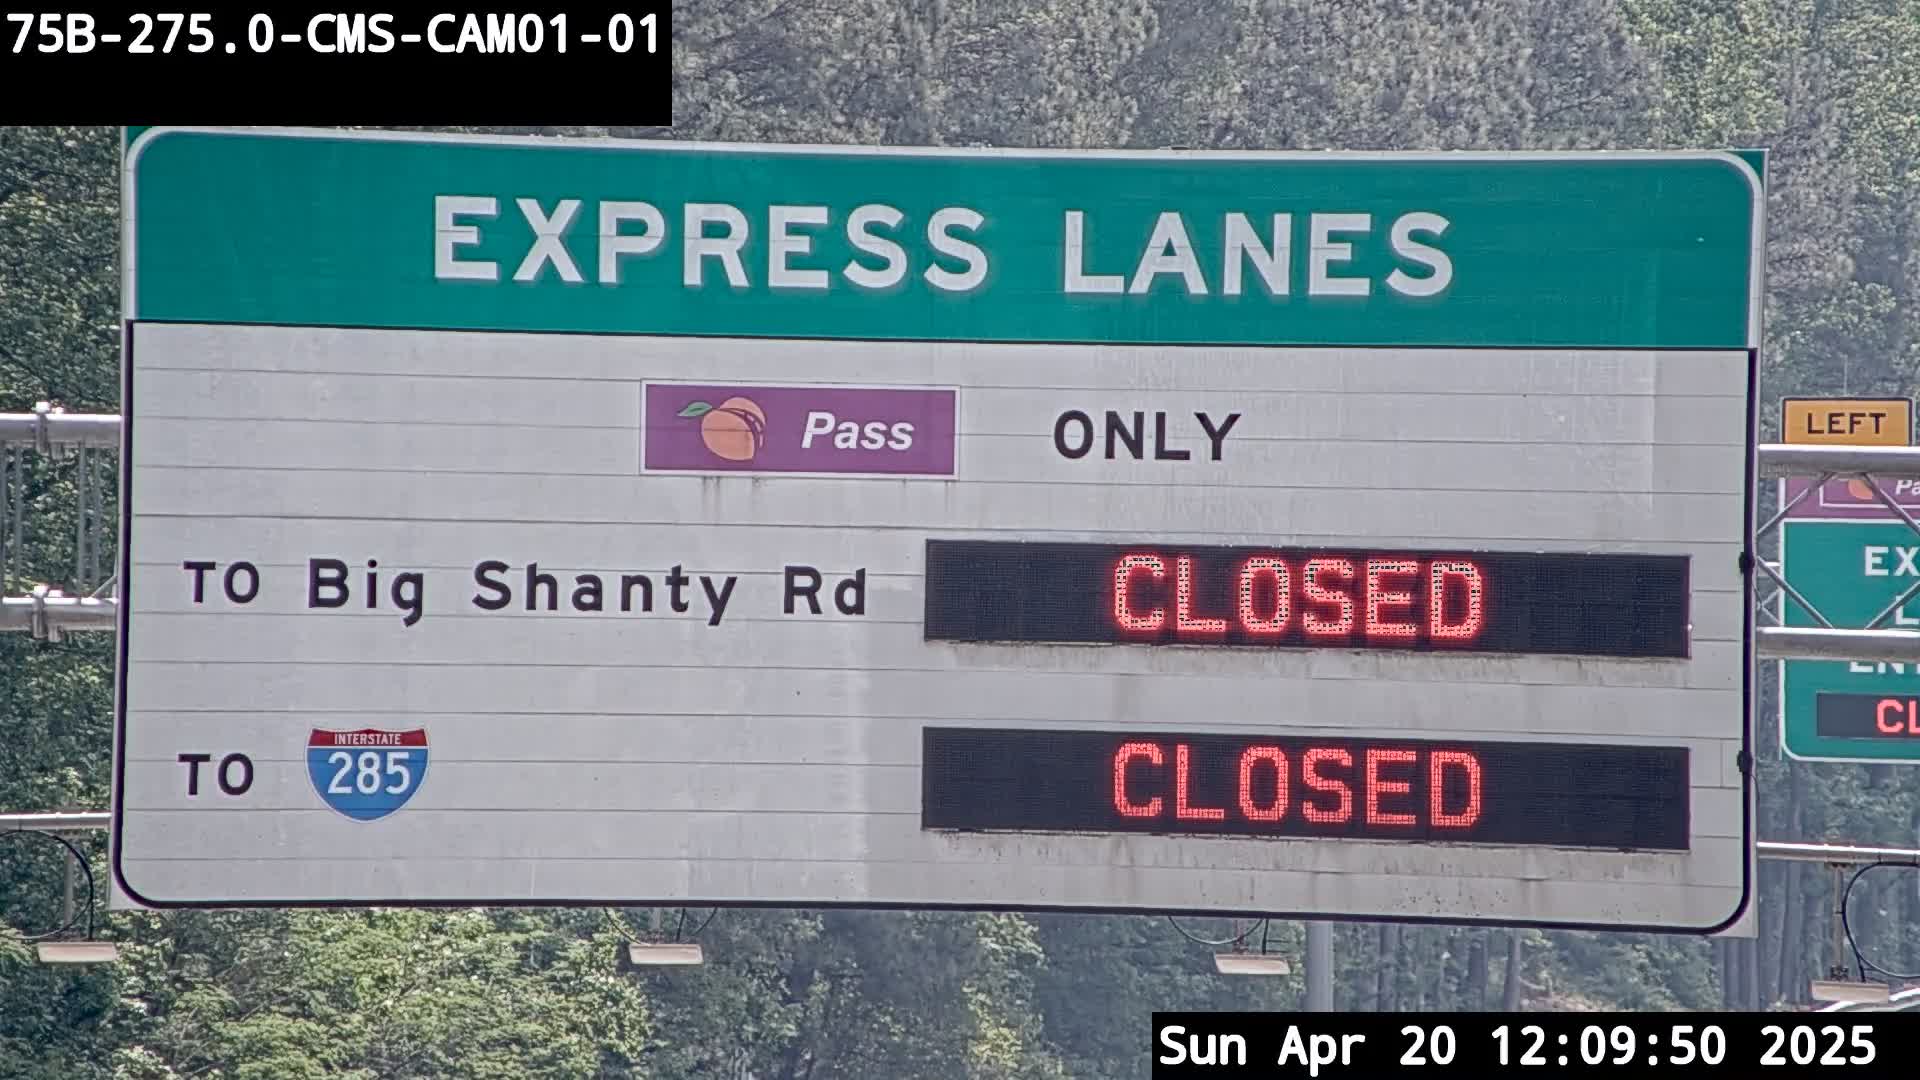 75B-275.0-CMS-CAM01-01
EXPRESS LANES
Pass ONLY
TO Big Shanty Rd CLOSED
TO INTERSTATE 285 CLOSED
LEFT
Sun Apr 20 12:09:50 2025